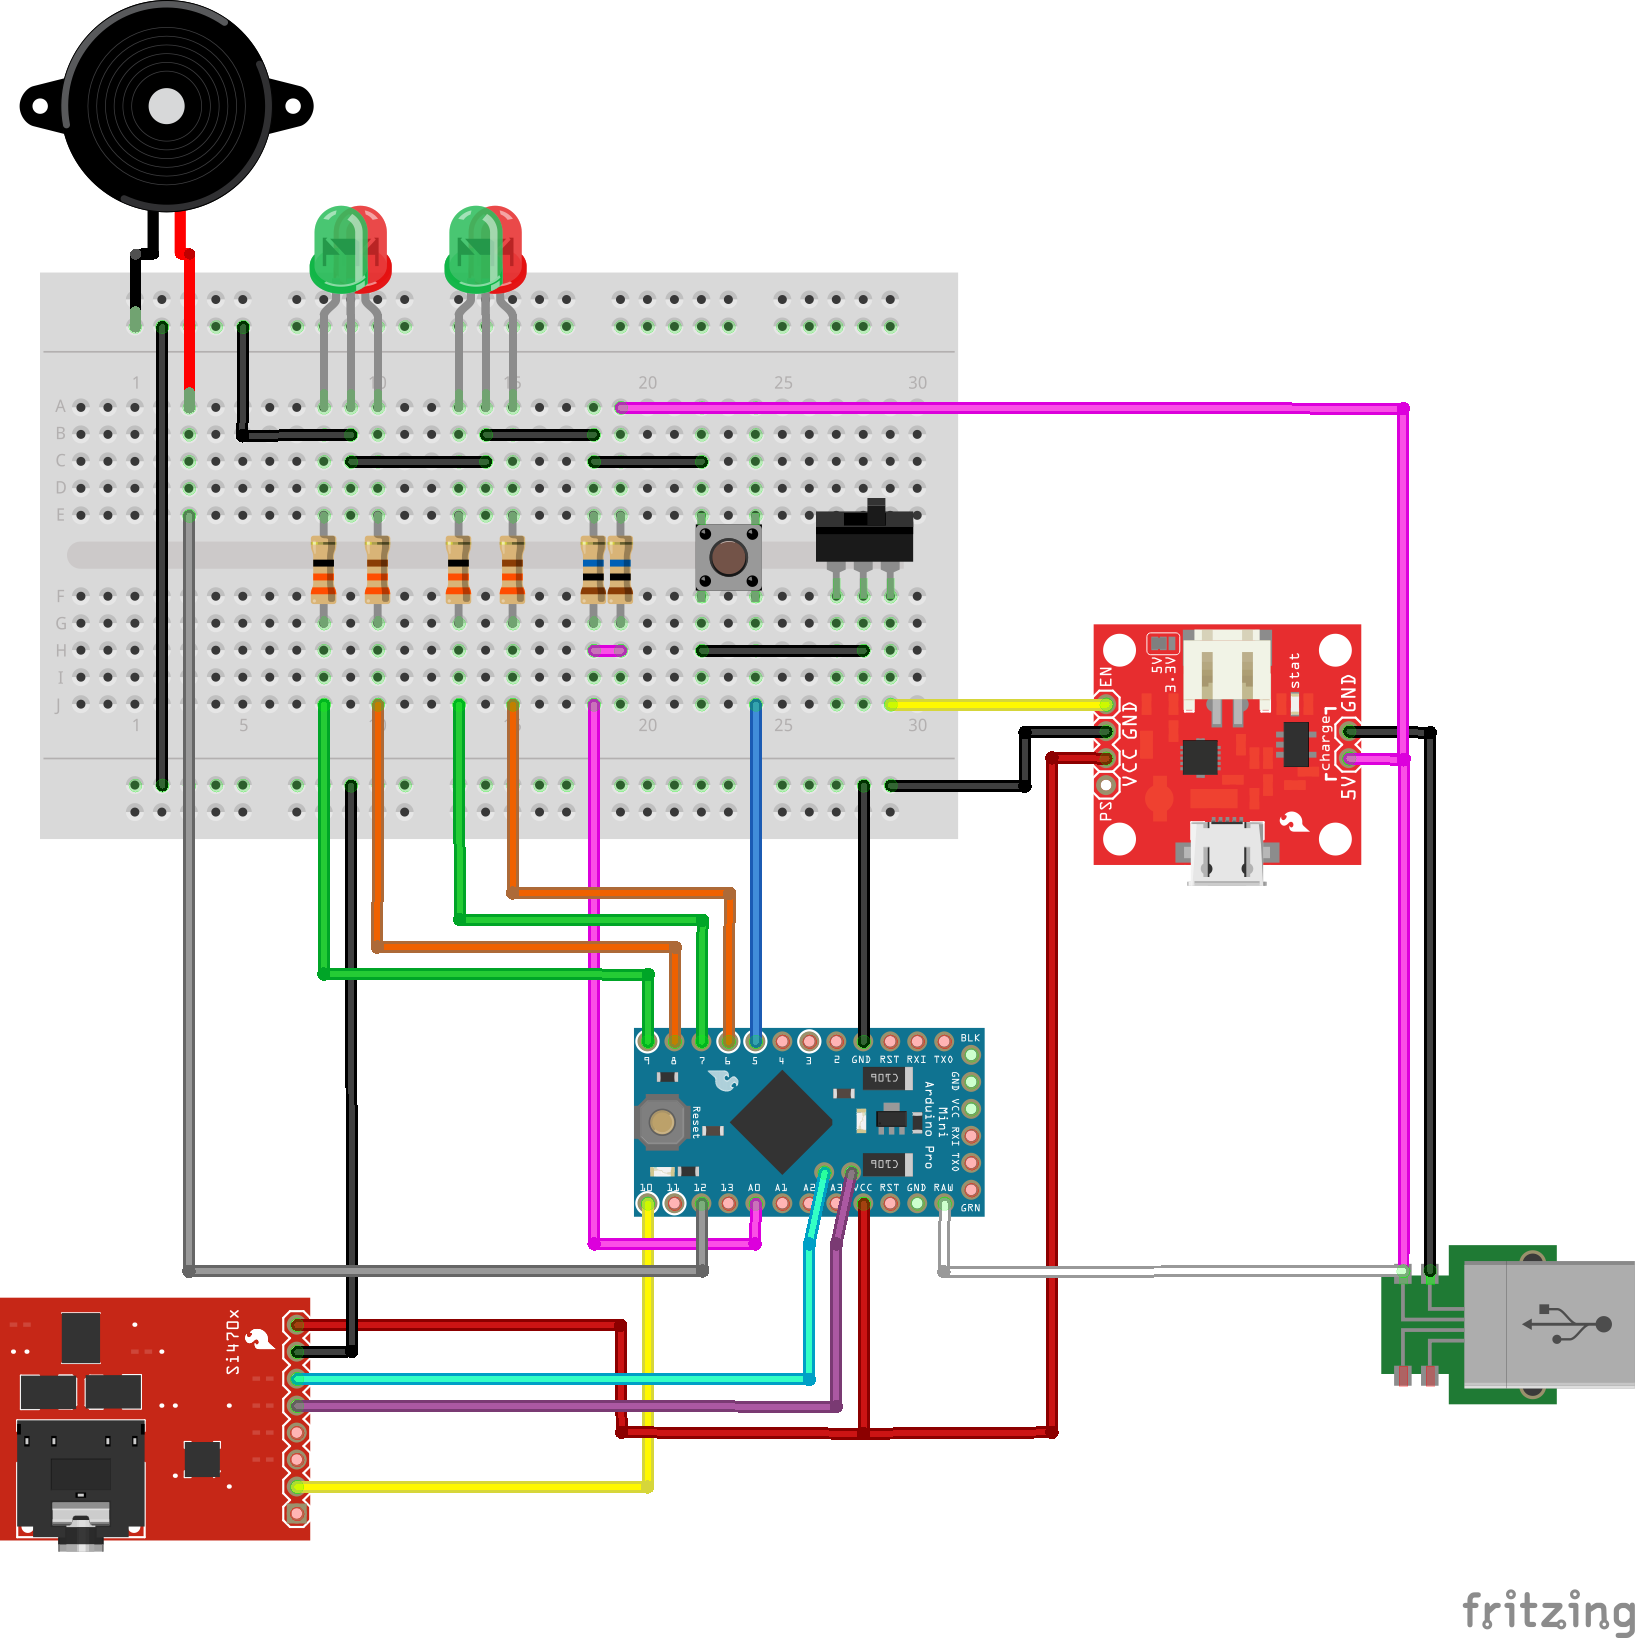 1 5 10 15 20 25 30
A
B
C
D
E
F
G
H
I
J
1 5 10 15 20 25 30
5V
3.3V
stat
EN
GND
VCC
PS
GND
charge
5V
9 8 7 6 5 4 3 2 GND RST RXI TXO
BLK
GND
VCC
RXI
TXO
GRN
Reset
Arduino Pro
Mini
10 11 12 13 A0 A1 A2 A3 VCC RST GND RAW
Si470x
fritzing